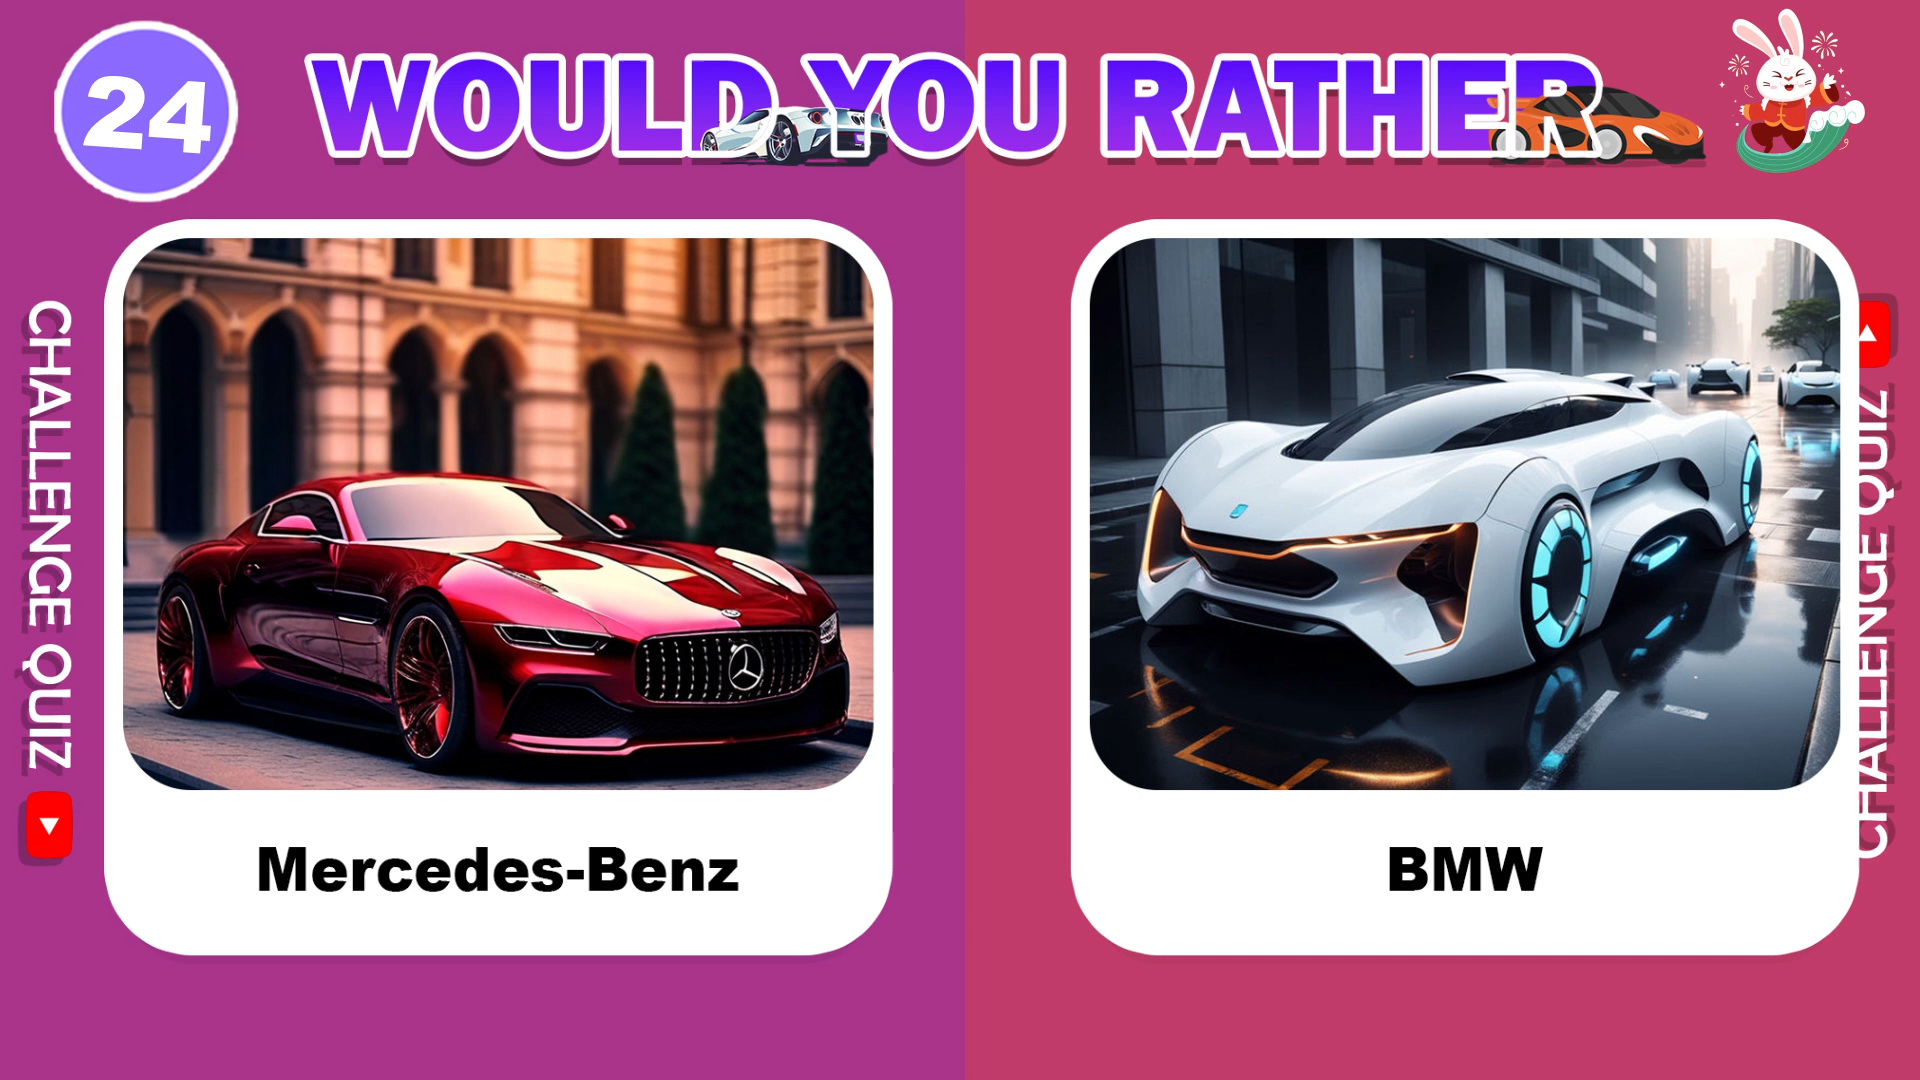 24
WOULD YOU RATHER
CHALLENGE QUIZ
CHALLENGE QUIZ
Mercedes-Benz
BMW